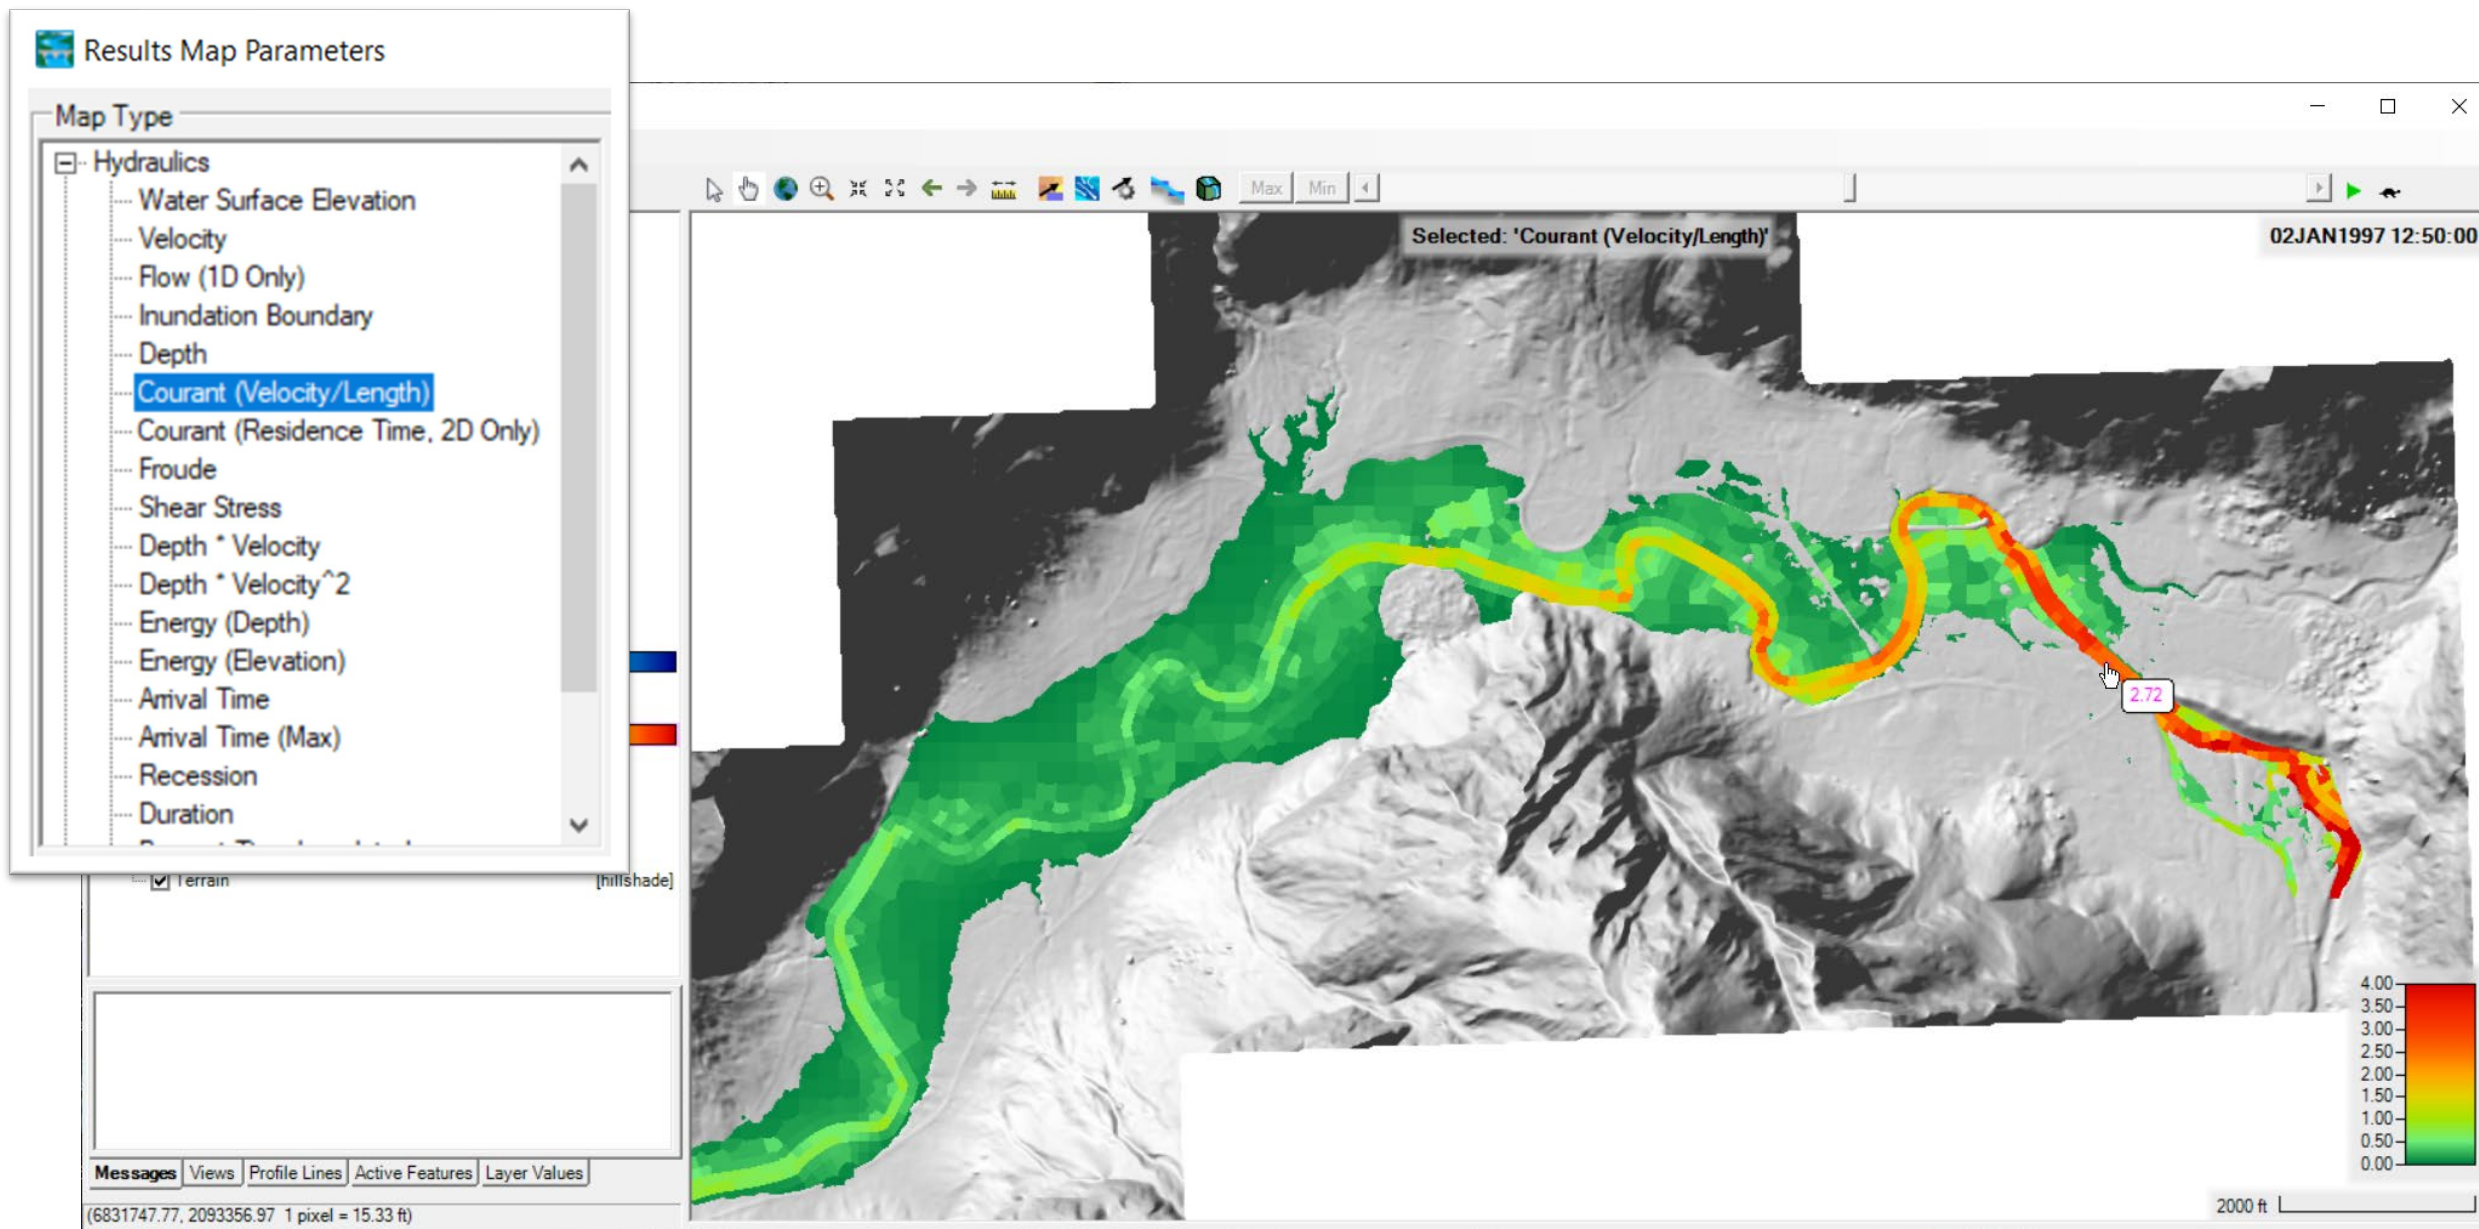 Results Map Parameters
Map Type
Hydraulics
Water Surface Elevation
Velocity
Flow (1D Only)
Inundation Boundary
Depth
Courant (Velocity/Length)
Courant (Residence Time, 2D Only)
Froude
Shear Stress
Depth * Velocity
Depth * Velocity^2
Energy (Depth)
Energy (Elevation)
Arrival Time
Arrival Time (Max)
Recession
Duration
Max Min
Selected: 'Courant (Velocity/Length)'
02JAN1997 12:50:00
2.72
Terrain [hillshade]
4.00
3.50
3.00
2.50
2.00
1.50
1.00
0.50
0.00
2000 ft
Messages Views Profile Lines Active Features Layer Values
(6831747.77, 2093356.97 1 pixel = 15.33 ft)